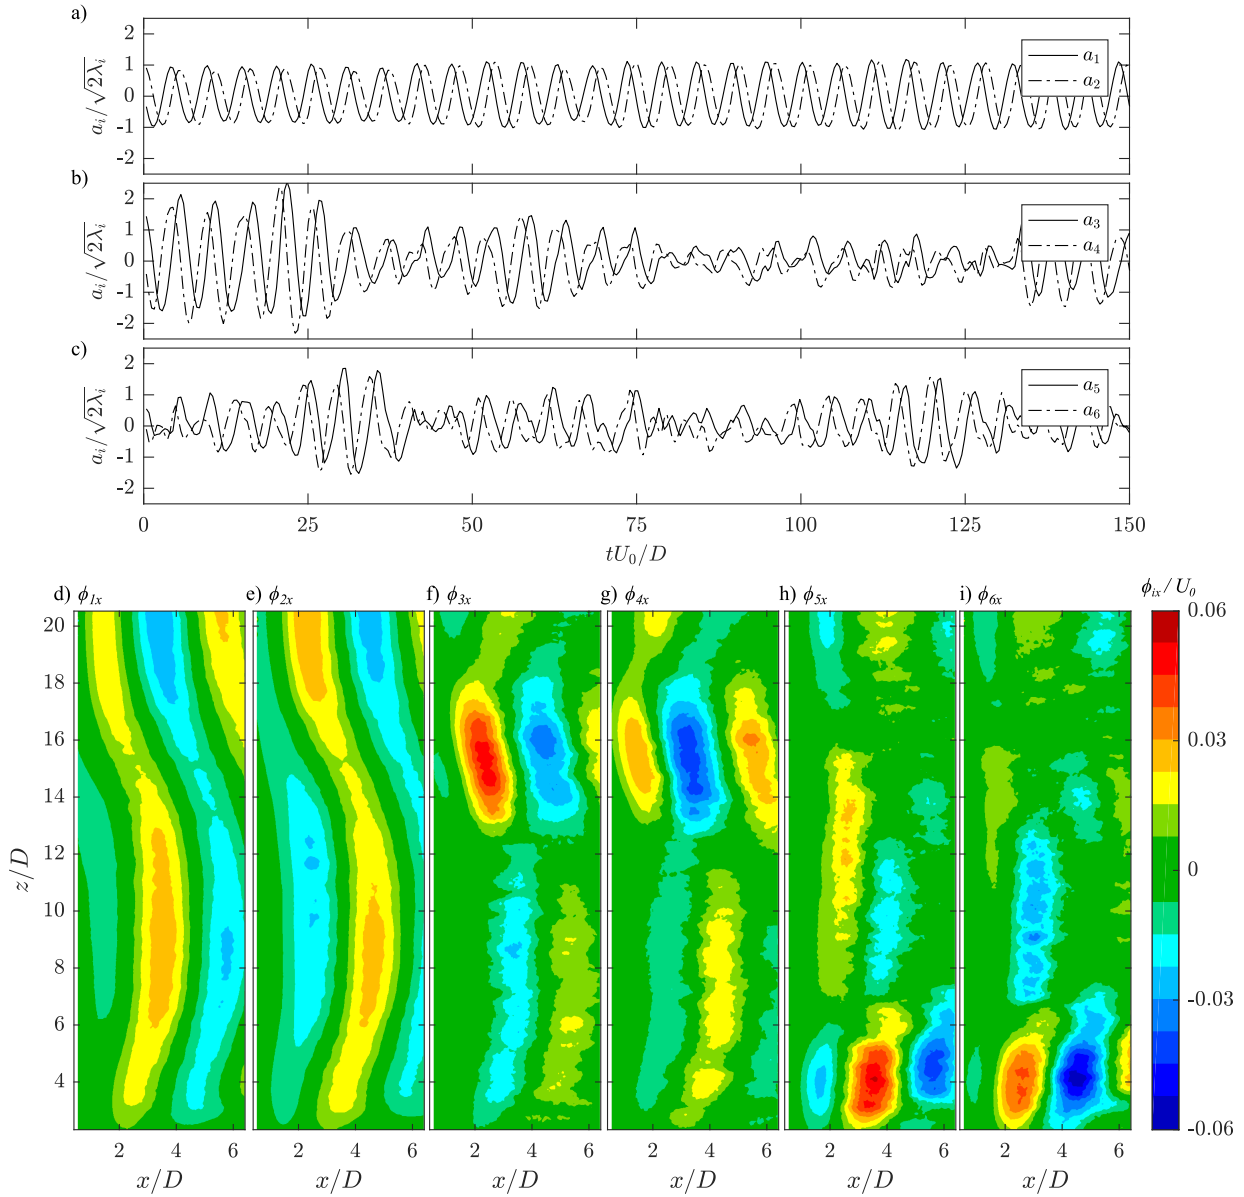 a)
2
1
0
-1
-2
a_i/√2λ_i
a_1
a_2
b)
2
1
0
-1
-2
a_i/√2λ_i
a_3
a_4
c)
2
1
0
-1
-2
a_i/√2λ_i
a_5
a_6
0 25 50 75 100 125 150
tU_0/D
d) ϕ_1x e) ϕ_2x f) ϕ_3x g) ϕ_4x h) ϕ_5x i) ϕ_6x ϕ_ix/U_0
20
18
16
14
12
10
8
6
4
z/D
0.06
0.03
0
-0.03
-0.06
2 4 6 2 4 6 2 4 6 2 4 6 2 4 6 2 4 6
x/D x/D x/D x/D x/D x/D